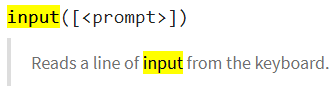 input([<prompt>])
Reads a line of input from the keyboard.